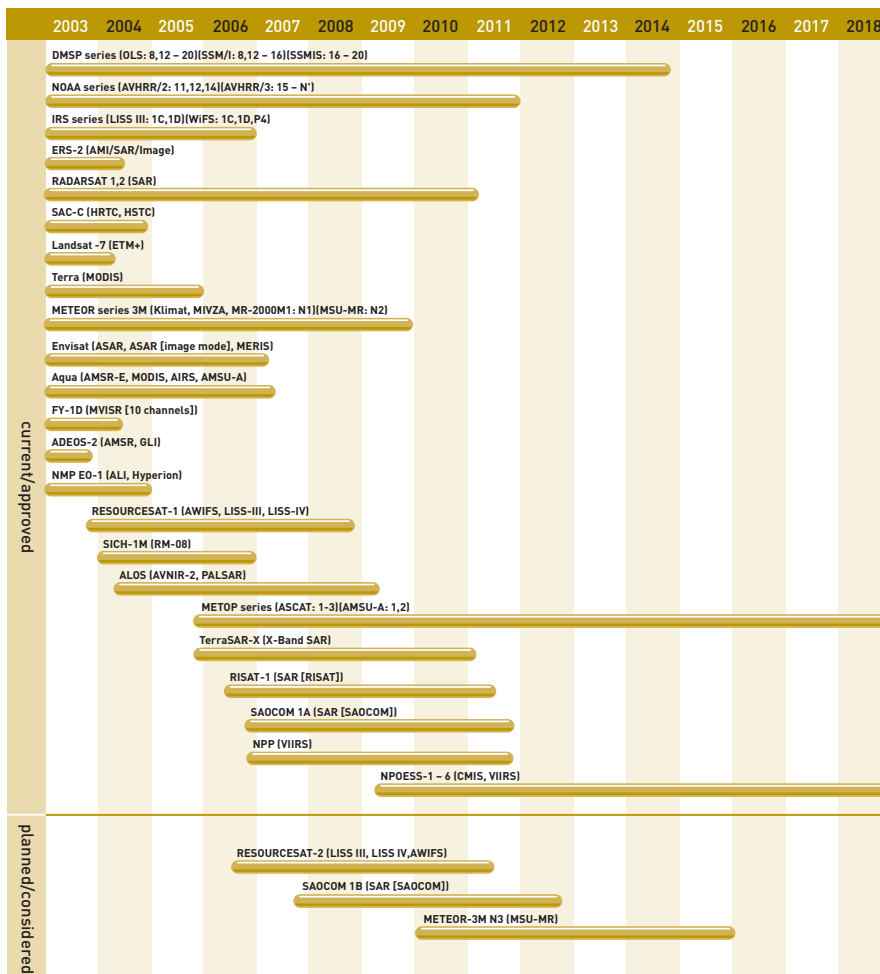 2003 2004 2005 2006 2007 2008 2009 2010 2011 2012 2013 2014 2015 2016 2017 2018
current/approved
DMSP series (OLS: 8,12 – 20)(SSM/I: 8,12 – 16)(SSMIS: 16 – 20)
NOAA series (AVHRR/2: 11,12,14)(AVHRR/3: 15 – N')
IRS series (LISS III: 1C,1D)(WiFS: 1C,1D,P4)
ERS-2 (AMI/SAR/Image)
RADARSAT 1,2 (SAR)
SAC-C (HRTC, HSTC)
Landsat -7 (ETM+)
Terra (MODIS)
METEOR series 3M (Klimat, MIVZA, MR-2000M1: N1)(MSU-MR: N2)
Envisat (ASAR, ASAR [image mode], MERIS)
Aqua (AMSR-E, MODIS, AIRS, AMSU-A)
FY-1D (MVISR [10 channels])
ADEOS-2 (AMSR, GLI)
NMP EO-1 (ALI, Hyperion)
RESOURCESAT-1 (AWIFS, LISS-III, LISS-IV)
SICH-1M (RM-08)
ALOS (AVNIR-2, PALSAR)
METOP series (ASCAT: 1-3)(AMSU-A: 1,2)
TerraSAR-X (X-Band SAR)
RISAT-1 (SAR [RISAT])
SAOCOM 1A (SAR [SAOCOM])
NPP (VIIRS)
NPOESS-1 – 6 (CMIS, VIIRS)
planned/considered
RESOURCESAT-2 (LISS III, LISS IV,AWIFS)
SAOCOM 1B (SAR [SAOCOM])
METEOR-3M N3 (MSU-MR)